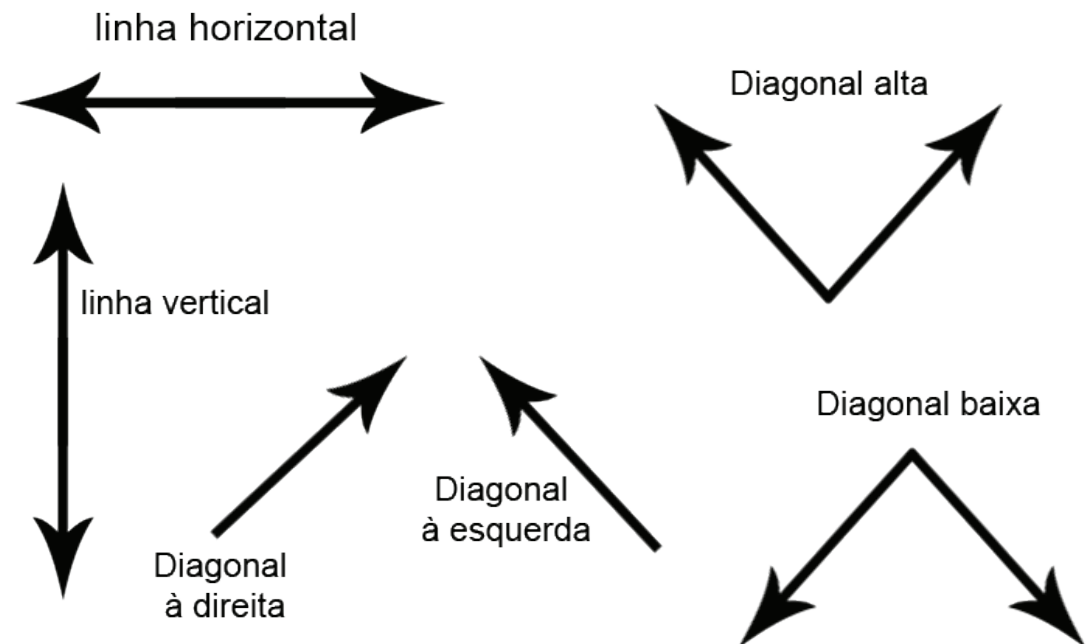 linha horizontal
Diagonal alta
linha vertical
Diagonal baixa
Diagonal
à esquerda
Diagonal
à direita